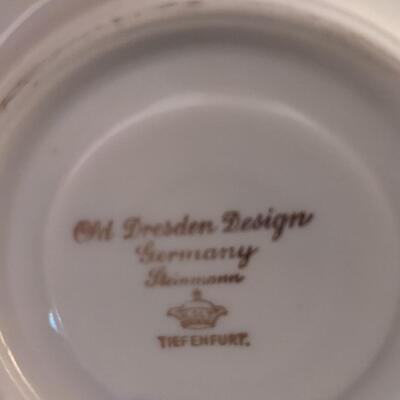 Old Dresden Design
Germany
Steinmann
TIEFENFURT.